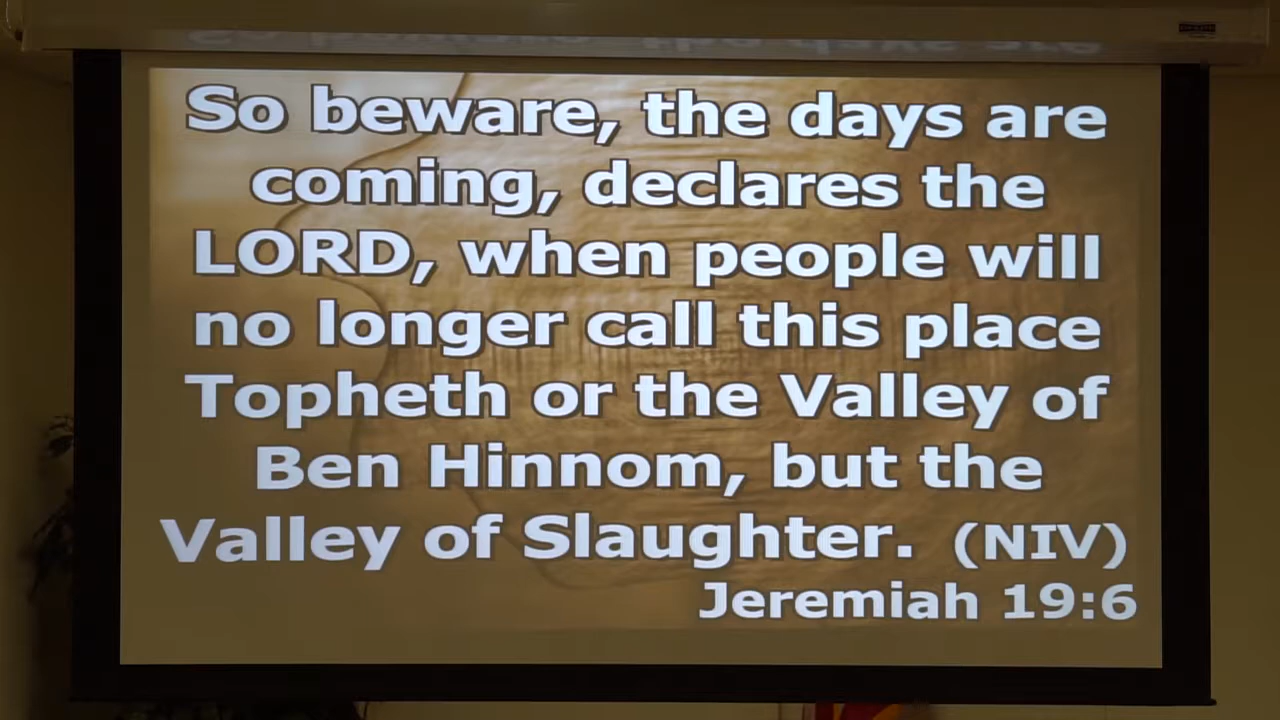 So beware, the days are
coming, declares the
LORD, when people will
no longer call this place
Topheth or the Valley of
Ben Hinnom, but the
Valley of Slaughter. (NIV)
Jeremiah 19:6